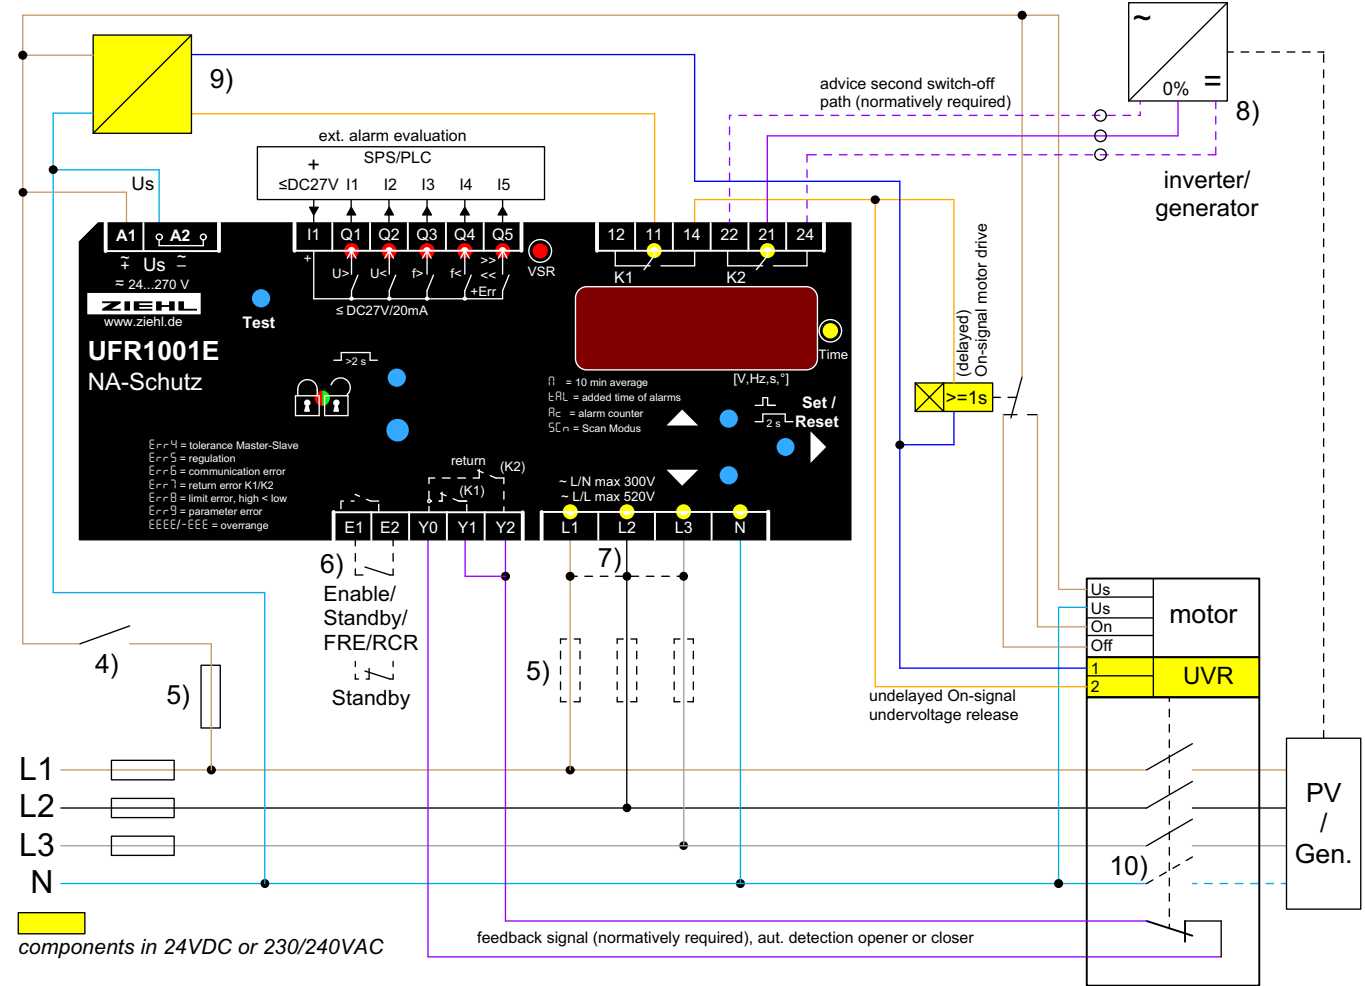 ~
0%
=
8)
9)
advice second switch-off
path (normatively required)
inverter/
generator
ext. alarm evaluation
SPS/PLC
+
≤DC27V I1 I2 I3 I4 I5
Us
A1 A2
I1 Q1 Q2 Q3 Q4 Q5
12 11 14 22 21 24
~ Us ~
+ -
≂ 24...270 V
+
U> U< f> f< >>
<<
+Err
VSR
≤ DC27V/20mA
K1 K2
ZIEHL
www.ziehl.de
Test
UFR1001E
NA-Schutz
>2 s
Time
[V,Hz,s,°]
(delayed)
On-signal motor drive
>=1s
= 10 min average
tAL = added time of alarms
Ac = alarm counter
SCn = Scan Modus
Set /
Reset
2 s
Err4 = tolerance Master-Slave
Err5 = regulation
Err6 = communication error
Err7 = return error K1/K2
Err8 = limit error, high < low
Err9 = parameter error
EEEE/-EEE = overrange
return
(K2)
(K1)
~ L/N max 300V
~ L/L max 520V
E1 E2 Y0 Y1 Y2
L1 L2 L3 N
6)
Enable/
Standby/
FRE/RCR
Standby
7)
4)
5)
5)
Us
Us
On
Off
motor
1
2
UVR
undelayed On-signal
undervoltage release
L1
L2
L3
N
10)
PV
/
Gen.
feedback signal (normatively required), aut. detection opener or closer
components in 24VDC or 230/240VAC